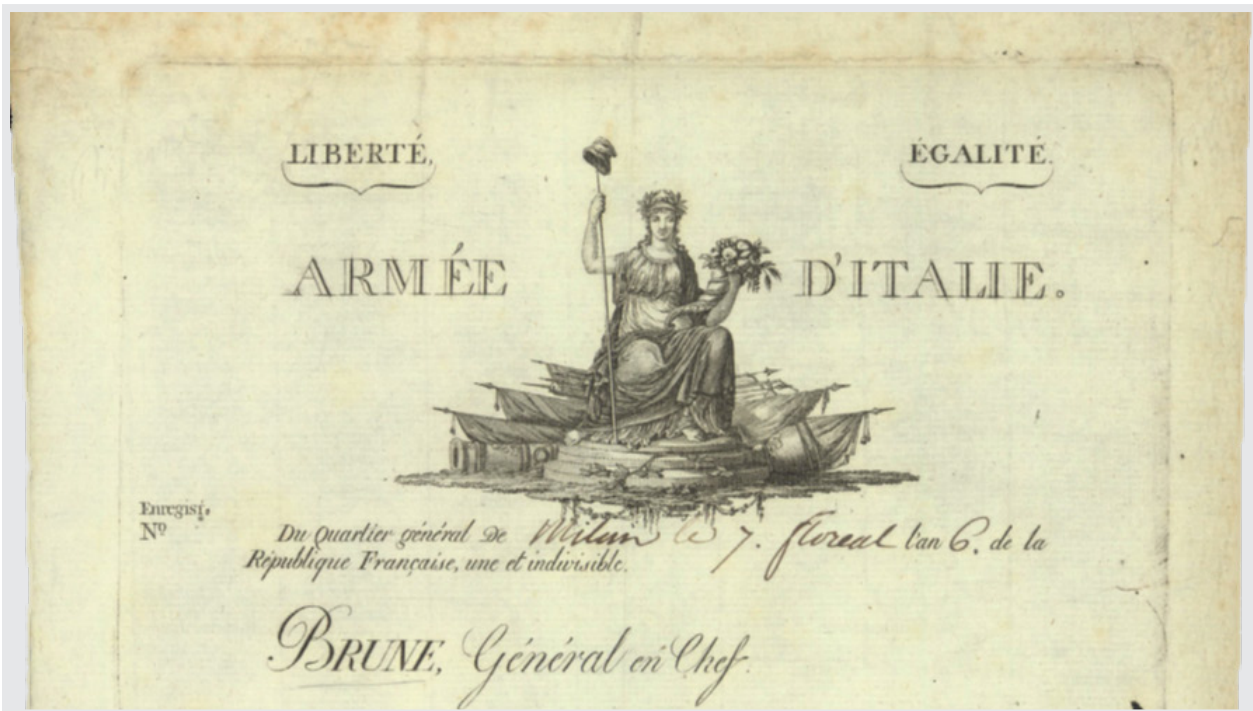 LIBERTÉ, ÉGALITÉ.
ARMÉE D'ITALIE.
Enregist.
Nº
Du Quartier général de Milan le 7. floreal l'an 6. de la
République Française, une et indivisible.
BRUNE, Général en Chef.